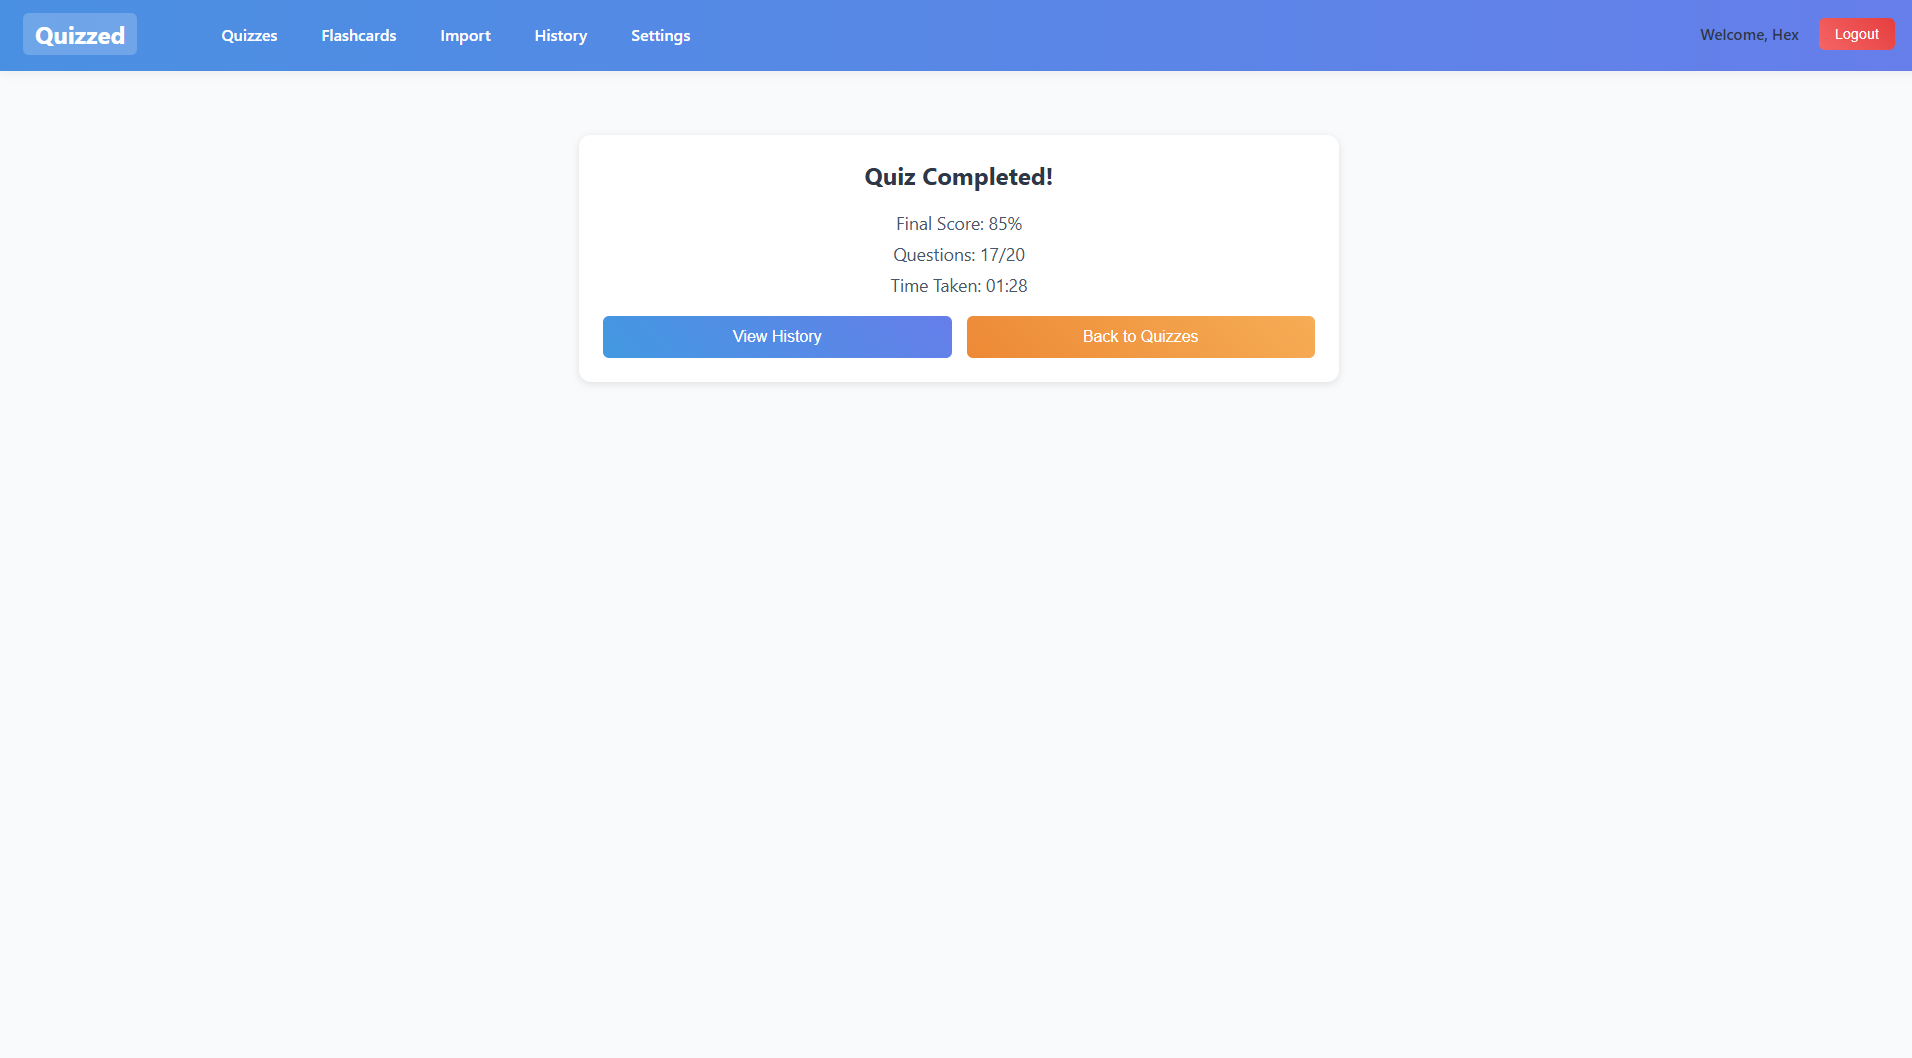 Quizzed Quizzes Flashcards Import History Settings Welcome, Hex Logout
Quiz Completed!
Final Score: 85%
Questions: 17/20
Time Taken: 01:28
View History Back to Quizzes